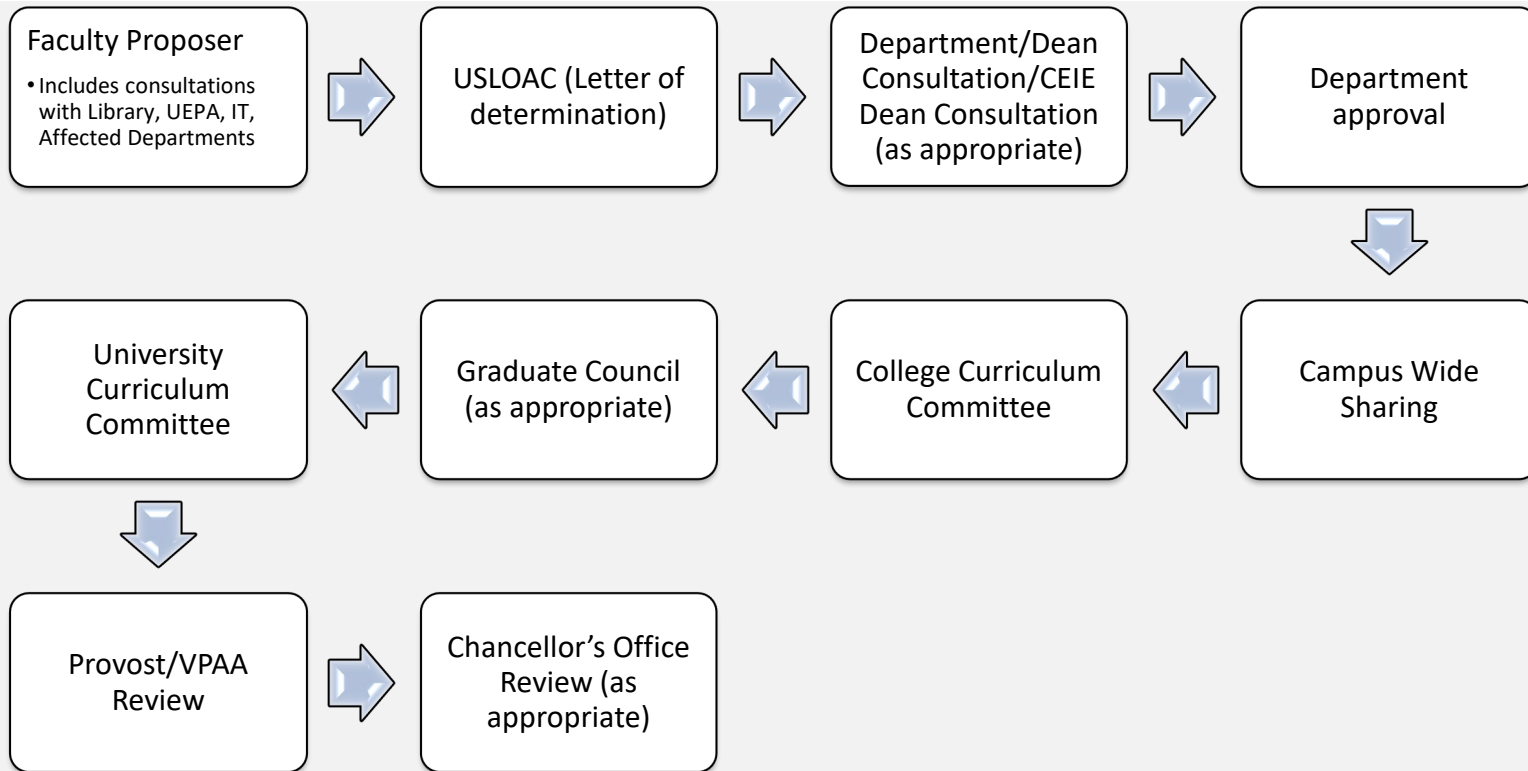 Faculty Proposer
• Includes consultations
with Library, UEPA, IT,
Affected Departments
USLOAC (Letter of
determination)
Department/Dean
Consultation/CEIE
Dean Consultation
(as appropriate)
Department
approval
Campus Wide
Sharing
College Curriculum
Committee
Graduate Council
(as appropriate)
University
Curriculum
Committee
Provost/VPAA
Review
Chancellor’s Office
Review (as
appropriate)